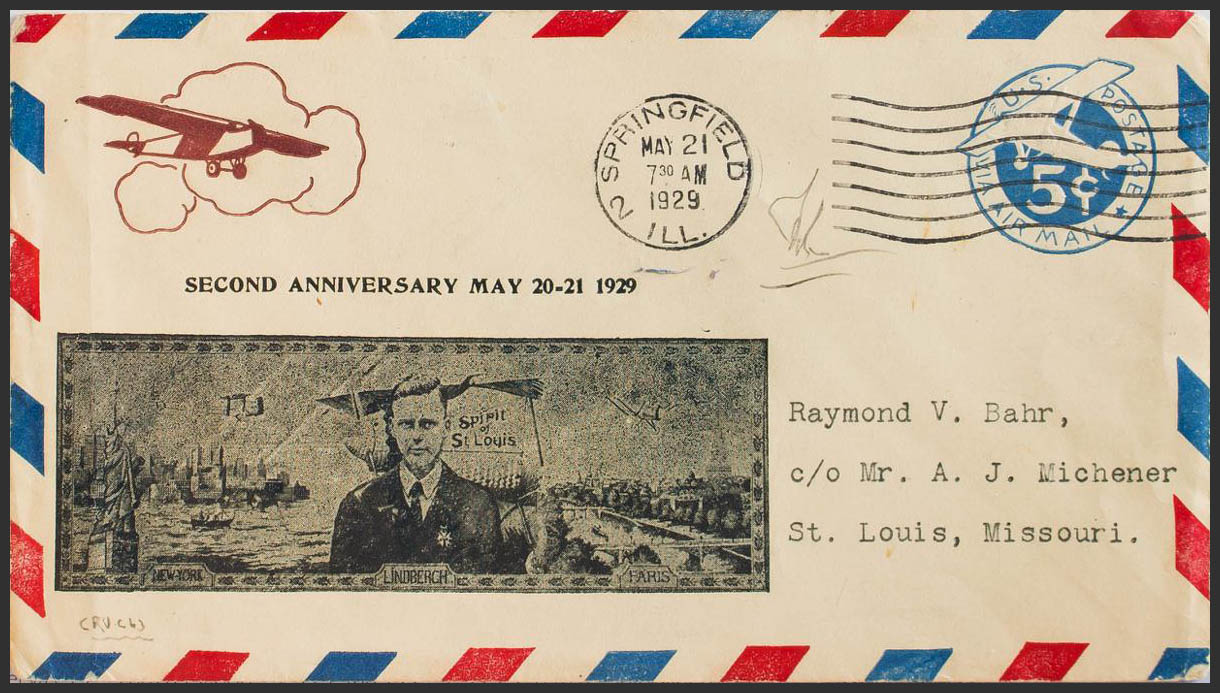 SPRINGFIELD
MAY 21
7 30 AM
1929
2 ILL.
U.S. POSTAGE
5¢
VIA AIR MAIL
SECOND ANNIVERSARY MAY 20-21 1929
Spirit
of
St Louis
NEW-YORK
LINDBERGH
PARIS
Raymond V. Bahr,
c/o Mr. A. J. Michener
St. Louis, Missouri.